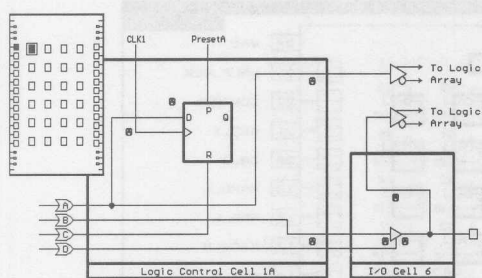 CLK1 PresetA
To Logic
Array
To Logic
Array
P
D Q
R
A
B
C
D
Logic Control Cell 1A
I/O Cell 6